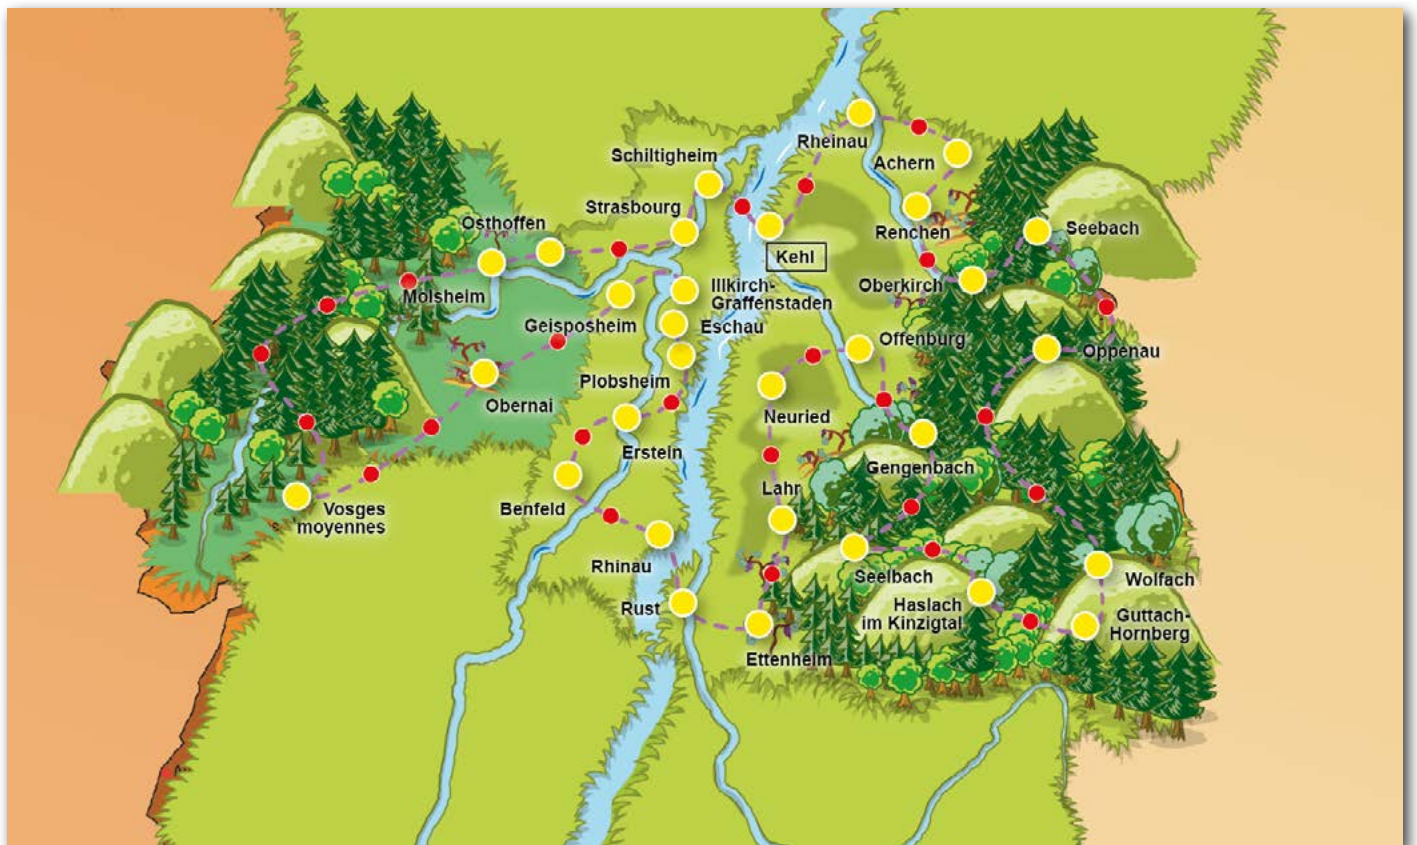 Rheinau
Schiltigheim
Achern
Strasbourg
Osthoffen
Renchen
Seebach
Kehl
Oberkirch
Molsheim
Illkirch-
Graffenstaden
Geisposheim
Eschau
Offenburg
Oppenau
Plobsheim
Obernai
Neuried
Erstein
Gengenbach
Lahr
Benfeld
Vosges
moyennes
Rhinau
Seelbach
Wolfach
Rust
Haslach
im Kinzigtal
Guttach-
Hornberg
Ettenheim